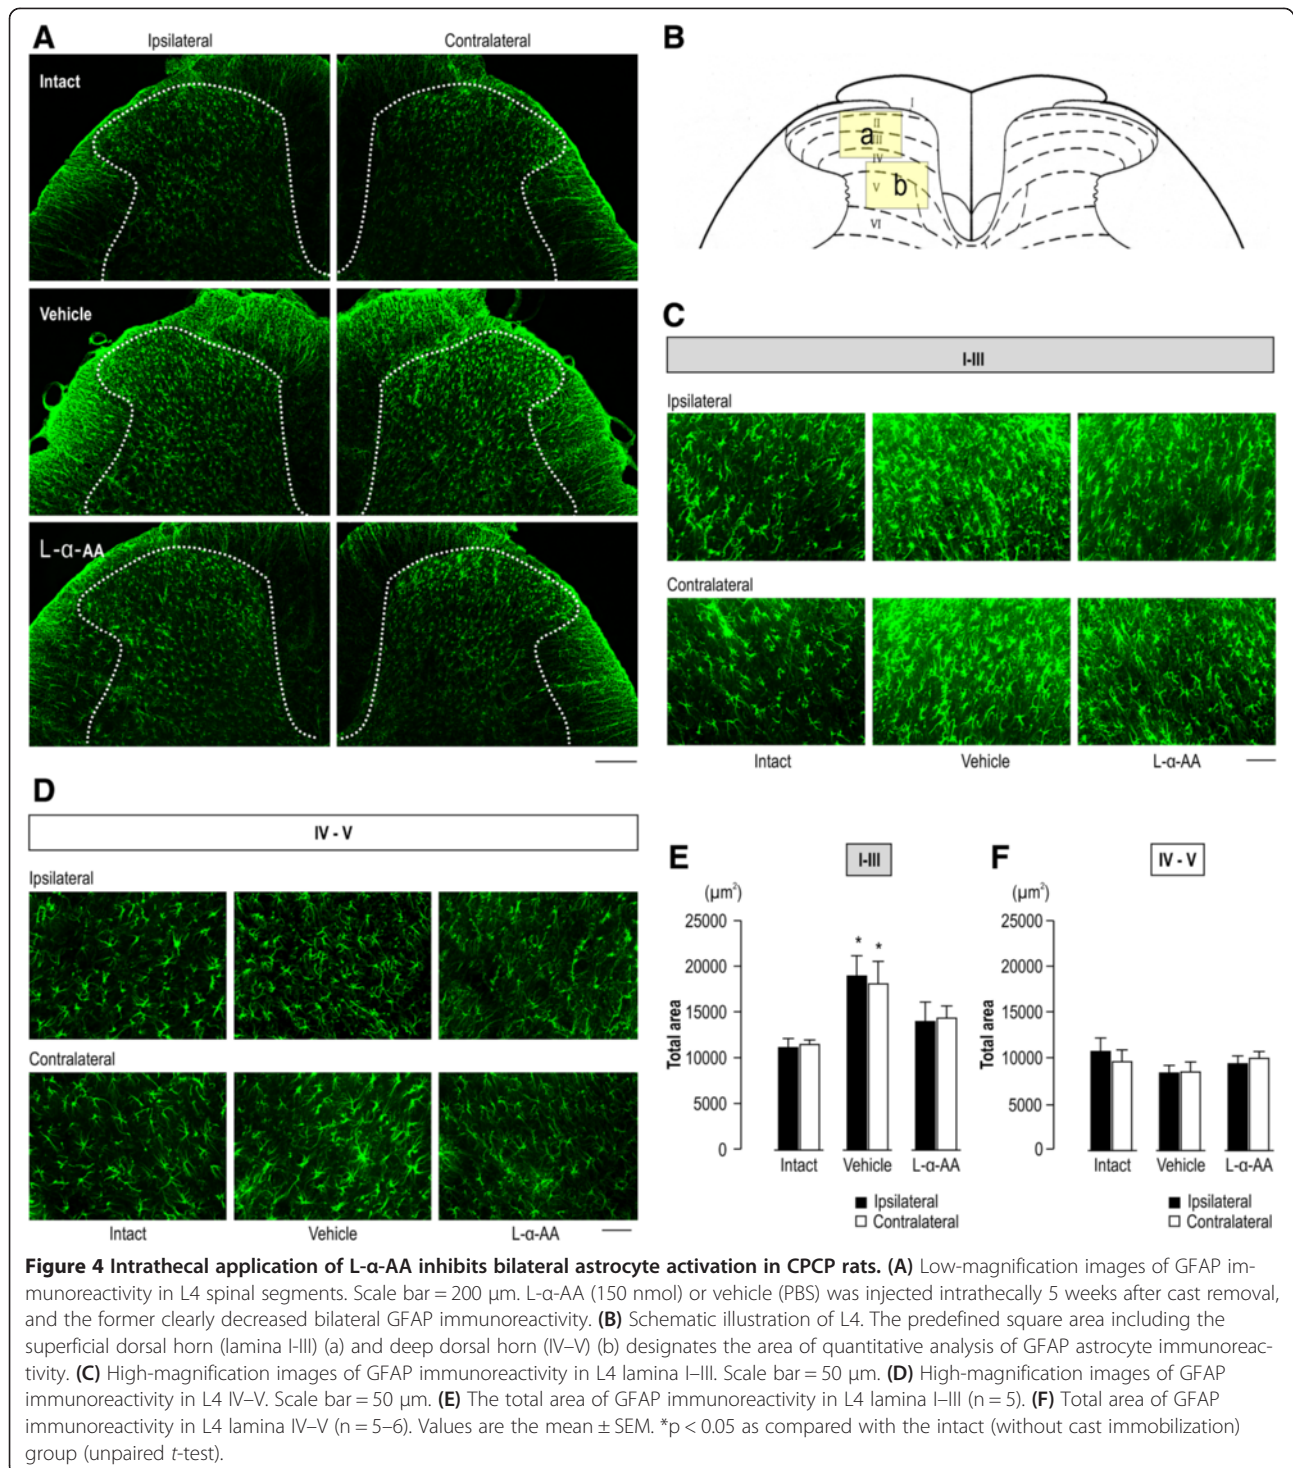 A
Ipsilateral
Contralateral
Intact
Vehicle
L-α-AA
B
I
II
III
IV
V
VI
a
b
C
I-III
Ipsilateral
Contralateral
Intact
Vehicle
L-α-AA
D
IV - V
Ipsilateral
Contralateral
Intact
Vehicle
L-α-AA
E
I-III
(µm²)
Total area
25000
20000
15000
10000
5000
0
* *
Intact
Vehicle
L-α-AA
Ipsilateral
Contralateral
F
IV - V
(µm²)
Total area
25000
20000
15000
10000
5000
0
Intact
Vehicle
L-α-AA
Ipsilateral
Contralateral
Figure 4 Intrathecal application of L-α-AA inhibits bilateral astrocyte activation in CPCP rats. (A) Low-magnification images of GFAP im-
munoreactivity in L4 spinal segments. Scale bar = 200 µm. L-α-AA (150 nmol) or vehicle (PBS) was injected intrathecally 5 weeks after cast removal,
and the former clearly decreased bilateral GFAP immunoreactivity. (B) Schematic illustration of L4. The predefined square area including the
superficial dorsal horn (lamina I-III) (a) and deep dorsal horn (IV–V) (b) designates the area of quantitative analysis of GFAP astrocyte immunoreac-
tivity. (C) High-magnification images of GFAP immunoreactivity in L4 lamina I–III. Scale bar = 50 µm. (D) High-magnification images of GFAP
immunoreactivity in L4 IV–V. Scale bar = 50 µm. (E) The total area of GFAP immunoreactivity in L4 lamina I–III (n = 5). (F) Total area of GFAP
immunoreactivity in L4 lamina IV–V (n = 5–6). Values are the mean ± SEM. *p < 0.05 as compared with the intact (without cast immobilization)
group (unpaired t-test).